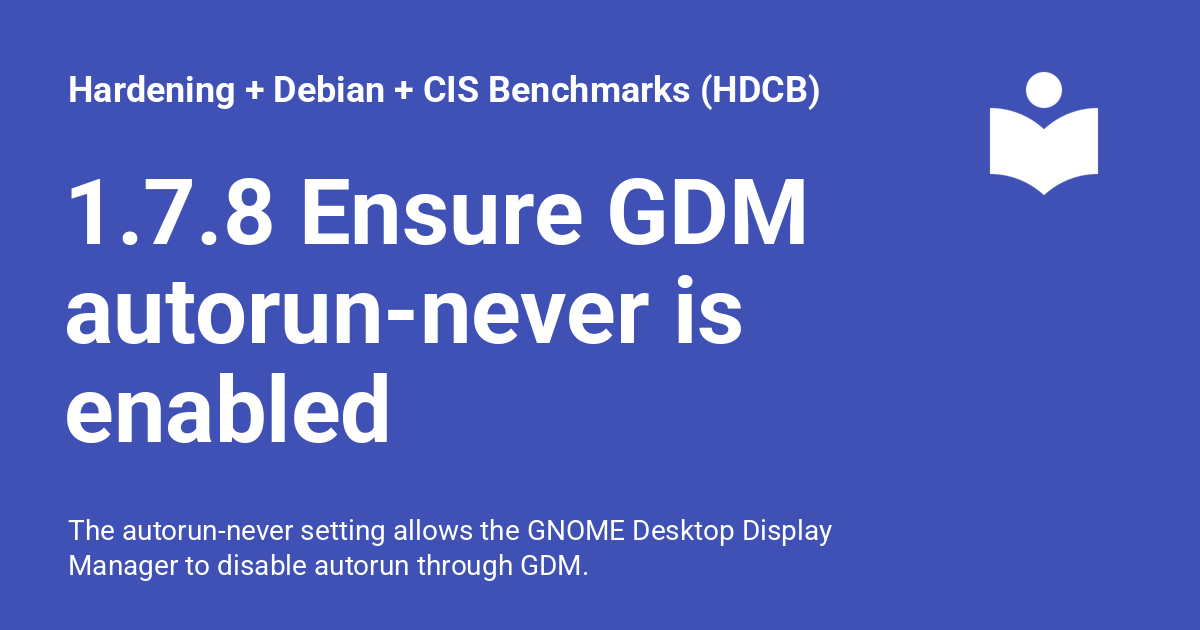 Hardening + Debian + CIS Benchmarks (HDCB)
1.7.8 Ensure GDM
autorun-never is
enabled
The autorun-never setting allows the GNOME Desktop Display
Manager to disable autorun through GDM.